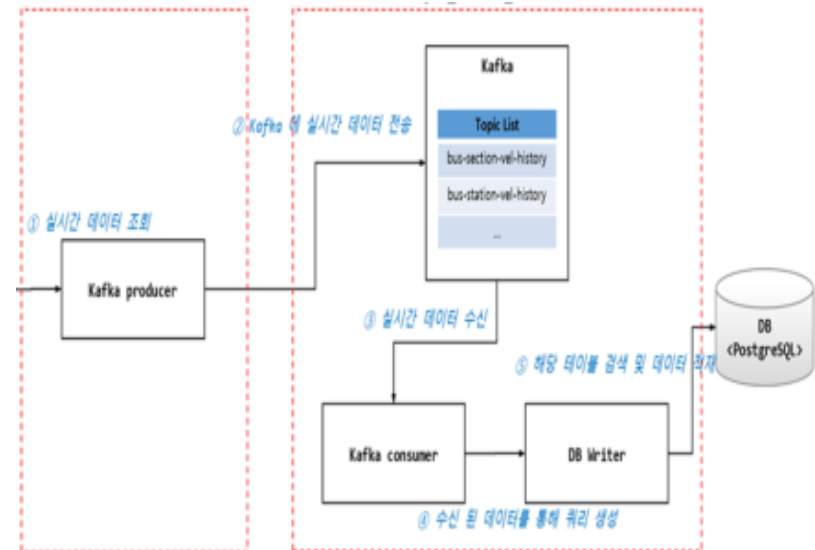 Kafka
② Kafka 에 실시간 데이터 전송
Topic List
bus-section-vel-history
bus-station-vel-history
...
① 실시간 데이터 조회
Kafka producer
③ 실시간 데이터 수신
DB
<PostgreSQL>
⑤ 해당 테이블 검색 및 데이터 적재
Kafka consumer
DB Writer
④ 수신 된 데이터를 통해 쿼리 생성